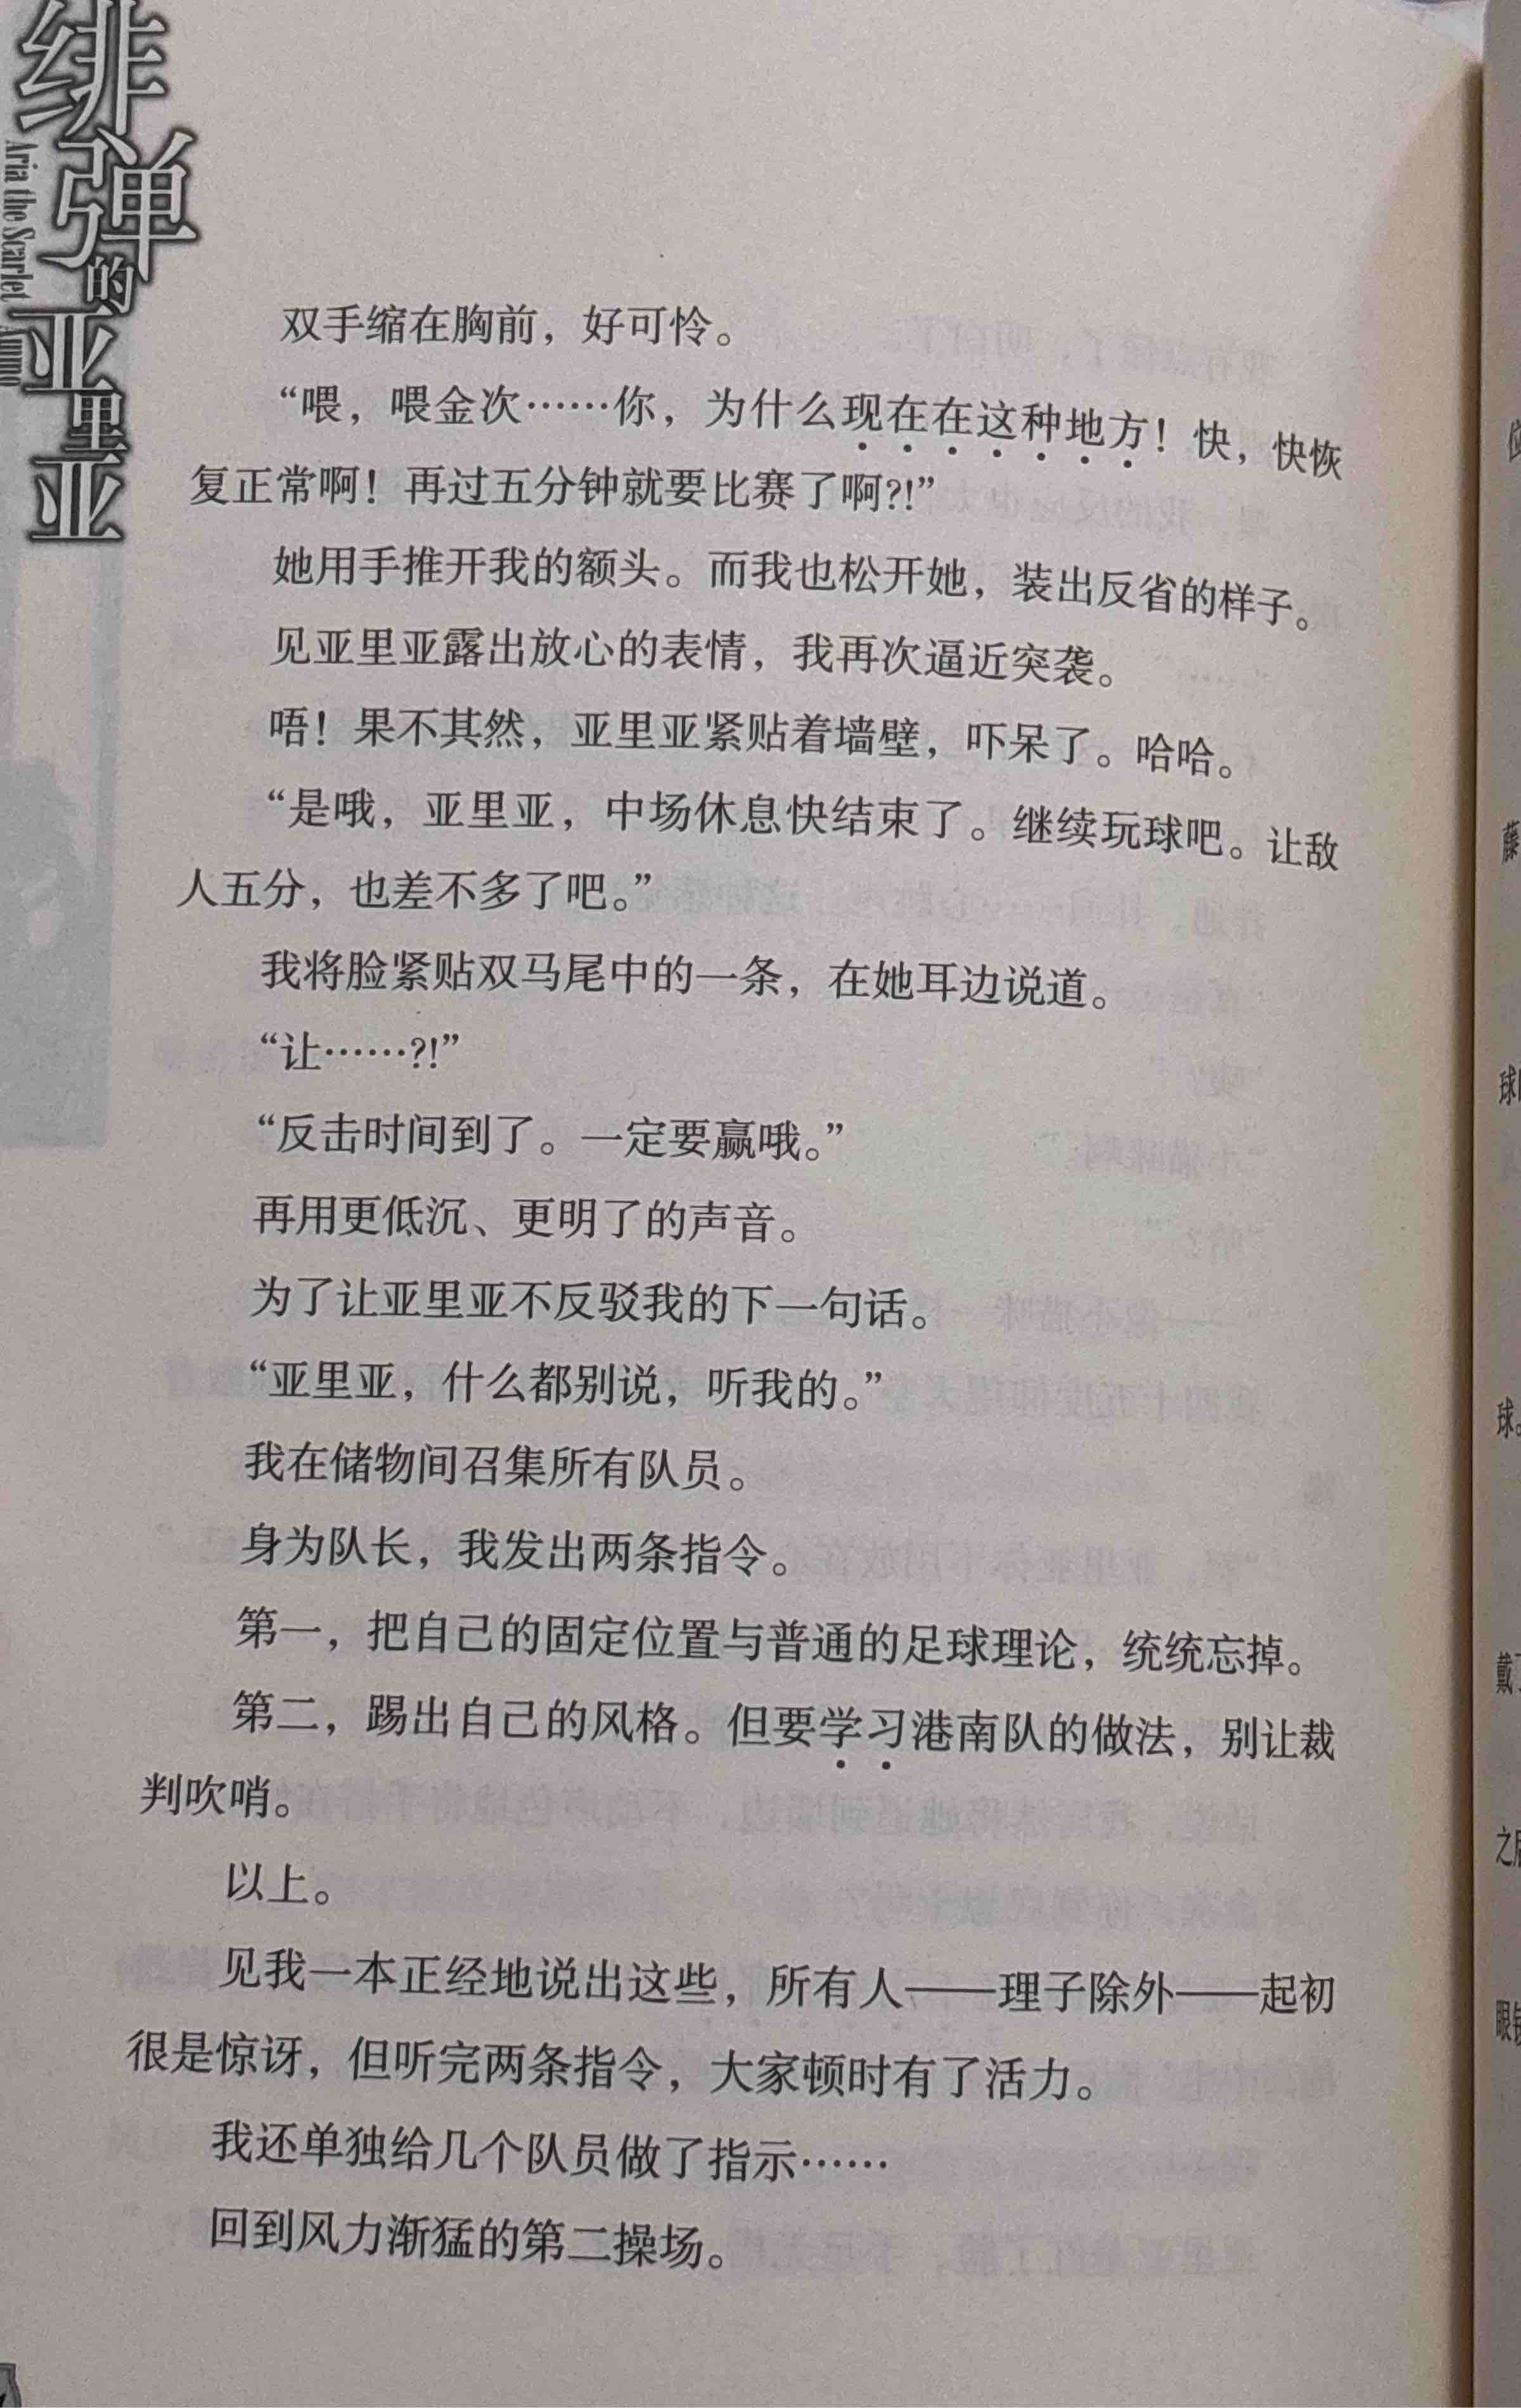 绯弹的亚里亚
Aria the Scarlet Ammo
双手缩在胸前，好可怜。
“喂，喂金次……你，为什么现在在这种地方！快，快恢
复正常啊！再过五分钟就要比赛了啊?!”
她用手推开我的额头。而我也松开她，装出反省的样子。
见亚里亚露出放心的表情，我再次逼近突袭。
唔！果不其然，亚里亚紧贴着墙壁，吓呆了。哈哈。
“是哦，亚里亚，中场休息快结束了。继续玩球吧。让敌
人五分，也差不多了吧。”
我将脸紧贴双马尾中的一条，在她耳边说道。
“让……?!”
“反击时间到了。一定要赢哦。”
再用更低沉、更明了的声音。
为了让亚里亚不反驳我的下一句话。
“亚里亚，什么都别说，听我的。”
我在储物间召集所有队员。
身为队长，我发出两条指令。
第一，把自己的固定位置与普通的足球理论，统统忘掉。
第二，踢出自己的风格。但要学习港南队的做法，别让裁
判吹哨。
以上。
见我一本正经地说出这些，所有人——理子除外——起初
很是惊讶，但听完两条指令，大家顿时有了活力。
我还单独给几个队员做了指示……
回到风力渐猛的第二操场。
藤
球
球。
戴
之
眼